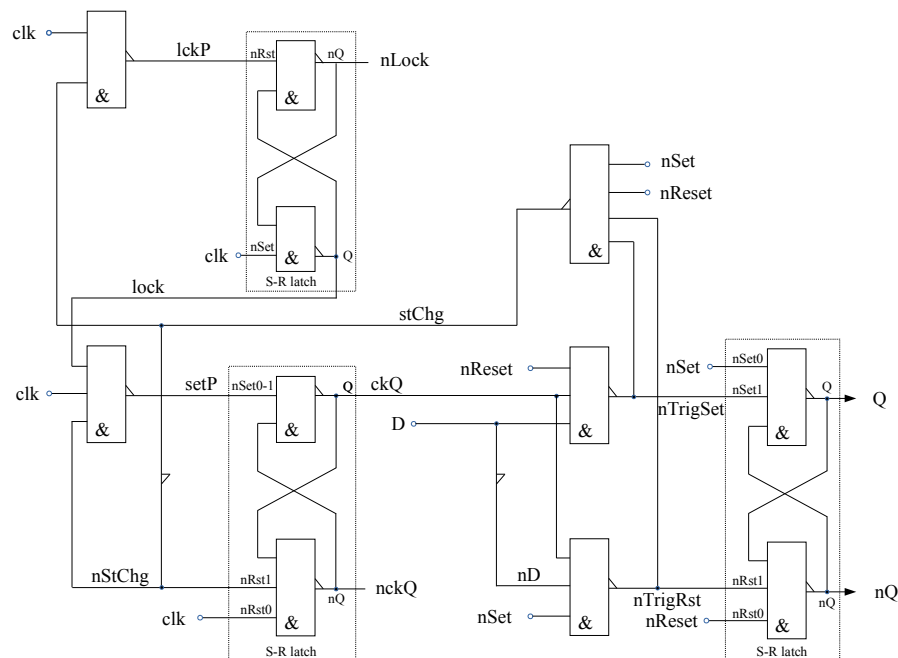 clk
&
lckP
nRst
nQ
&
nLock
clk
nSet
&
Q
S-R latch
lock
stChg
&
nSet
nReset
clk
&
setP
nSet0-1
&
Q
ckQ
nStChg
nRst1
clk
nRst0
&
nQ
nckQ
S-R latch
nReset
D
&
nTrigSet
nD
nSet
&
nTrigRst
nSet
nSet0
nSet1
&
Q
Q
nRst1
nReset
nRst0
&
nQ
nQ
S-R latch